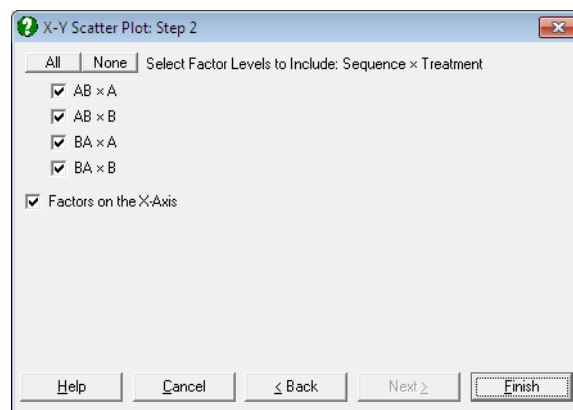 X-Y Scatter Plot: Step 2
All None Select Factor Levels to Include: Sequence × Treatment
AB × A
AB × B
BA × A
BA × B
Factors on the X-Axis
Help Cancel < Back Next > Finish